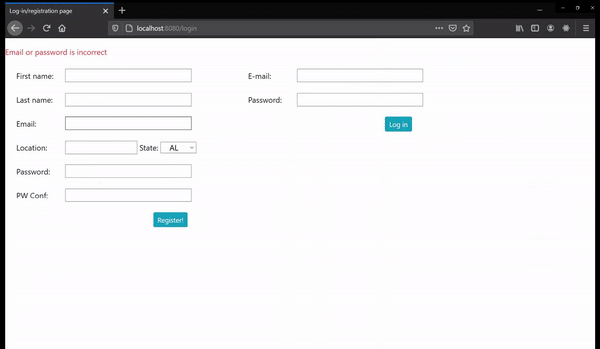 Log-in/registration page
localhost:8080/login
Email or password is incorrect
First name:
E-mail:
Last name:
Password:
Email:
Log in
Location:
State:
AL
Password:
PW Conf:
Register!